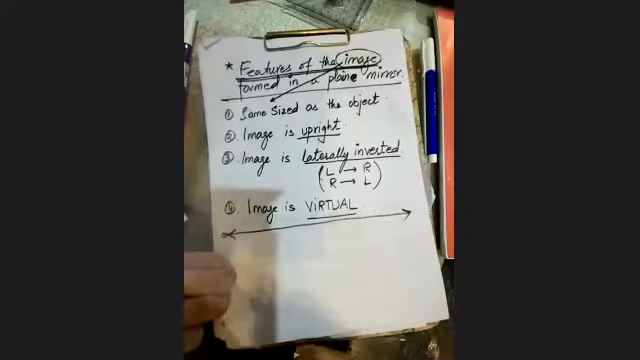 * Features of the image
formed in a plane mirror.
① Same Sized as the object.
② Image is upright.
③ Image is laterally inverted.
(L → R
R → L)
④ Image is VIRTUAL.